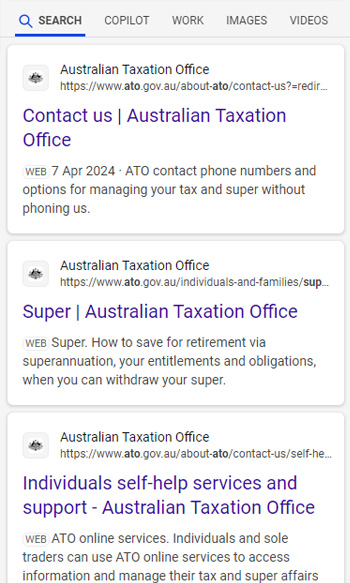 SEARCH COPILOT WORK IMAGES VIDEOS
Australian Taxation Office
https://www.ato.gov.au/about-ato/contact-us?=redir...
Contact us | Australian Taxation
Office
WEB 7 Apr 2024 · ATO contact phone numbers and
options for managing your tax and super without
phoning us.
Australian Taxation Office
https://www.ato.gov.au/individuals-and-families/sup...
Super | Australian Taxation Office
WEB Super. How to save for retirement via
superannuation, your entitlements and obligations,
when you can withdraw your super.
Australian Taxation Office
https://www.ato.gov.au/about-ato/contact-us/self-he...
Individuals self-help services and
support - Australian Taxation Office
WEB ATO online services. Individuals and sole
traders can use ATO online services to access
information and manage their tax and super affairs